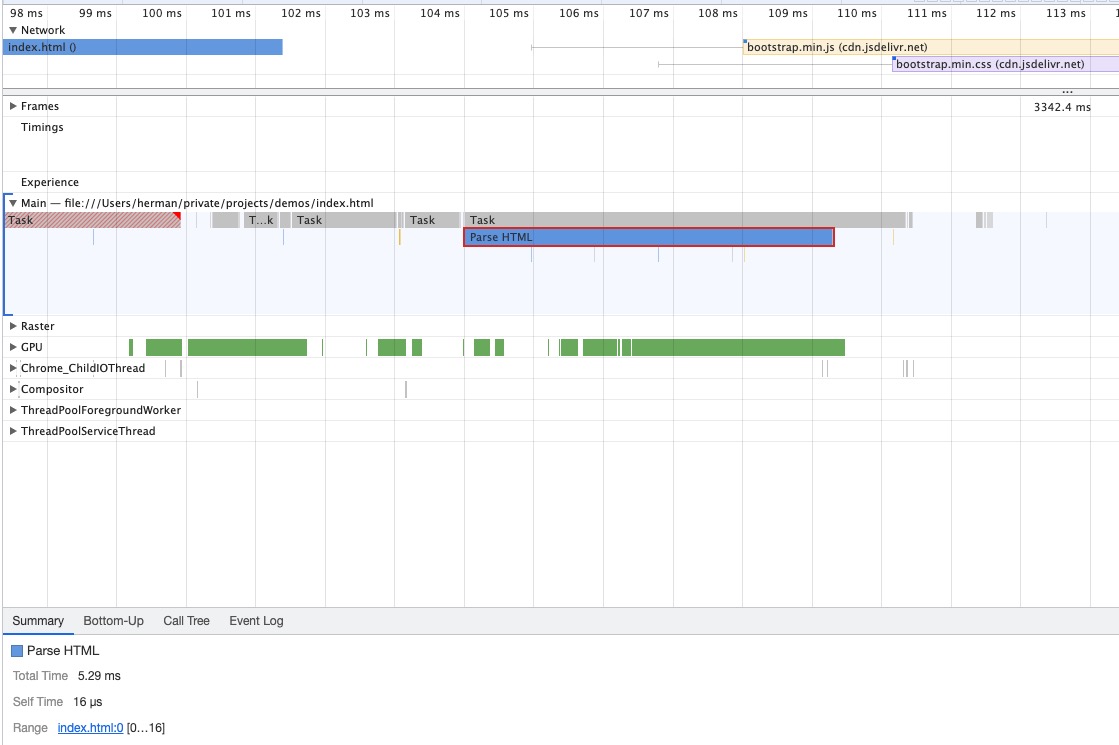 98 ms 99 ms 100 ms 101 ms 102 ms 103 ms 104 ms 105 ms 106 ms 107 ms 108 ms 109 ms 110 ms 111 ms 112 ms 113 ms
Network
index.html ()
bootstrap.min.js (cdn.jsdelivr.net)
bootstrap.min.css (cdn.jsdelivr.net)
...
Frames
3342.4 ms
Timings
Experience
Main — file:///Users/herman/private/projects/demos/index.html
Task T...k Task Task Task
Parse HTML
Raster
GPU
Chrome_ChildIOThread
Compositor
ThreadPoolForegroundWorker
ThreadPoolServiceThread
Summary Bottom-Up Call Tree Event Log
Parse HTML
Total Time 5.29 ms
Self Time 16 μs
Range index.html:0 [0…16]